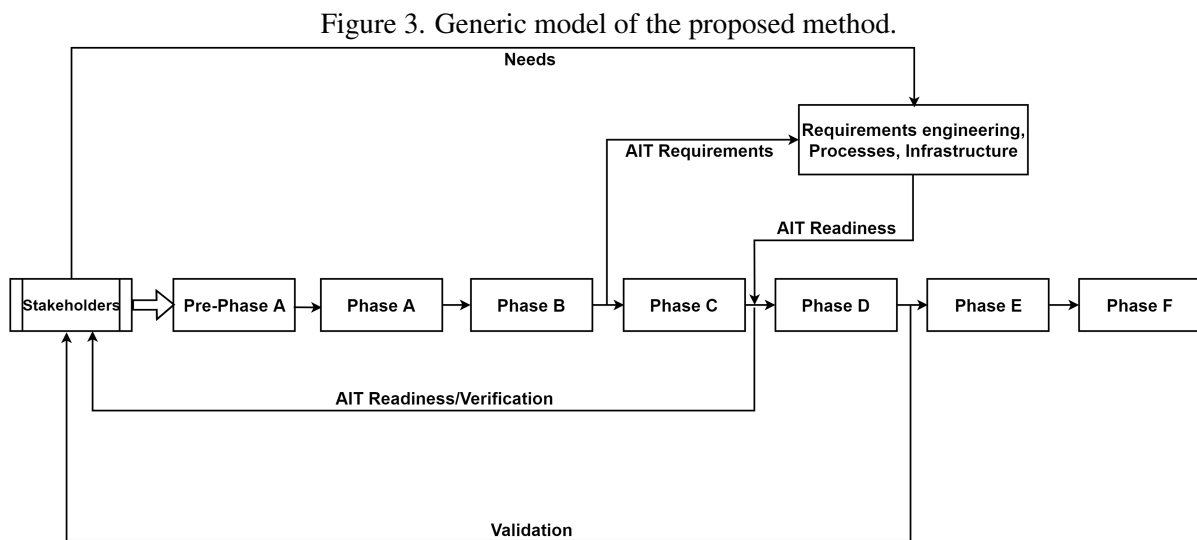 Figure 3. Generic model of the proposed method.
Needs
Requirements engineering,
Processes, Infrastructure
AIT Requirements
AIT Readiness
Stakeholders
Pre-Phase A
Phase A
Phase B
Phase C
Phase D
Phase E
Phase F
AIT Readiness/Verification
Validation